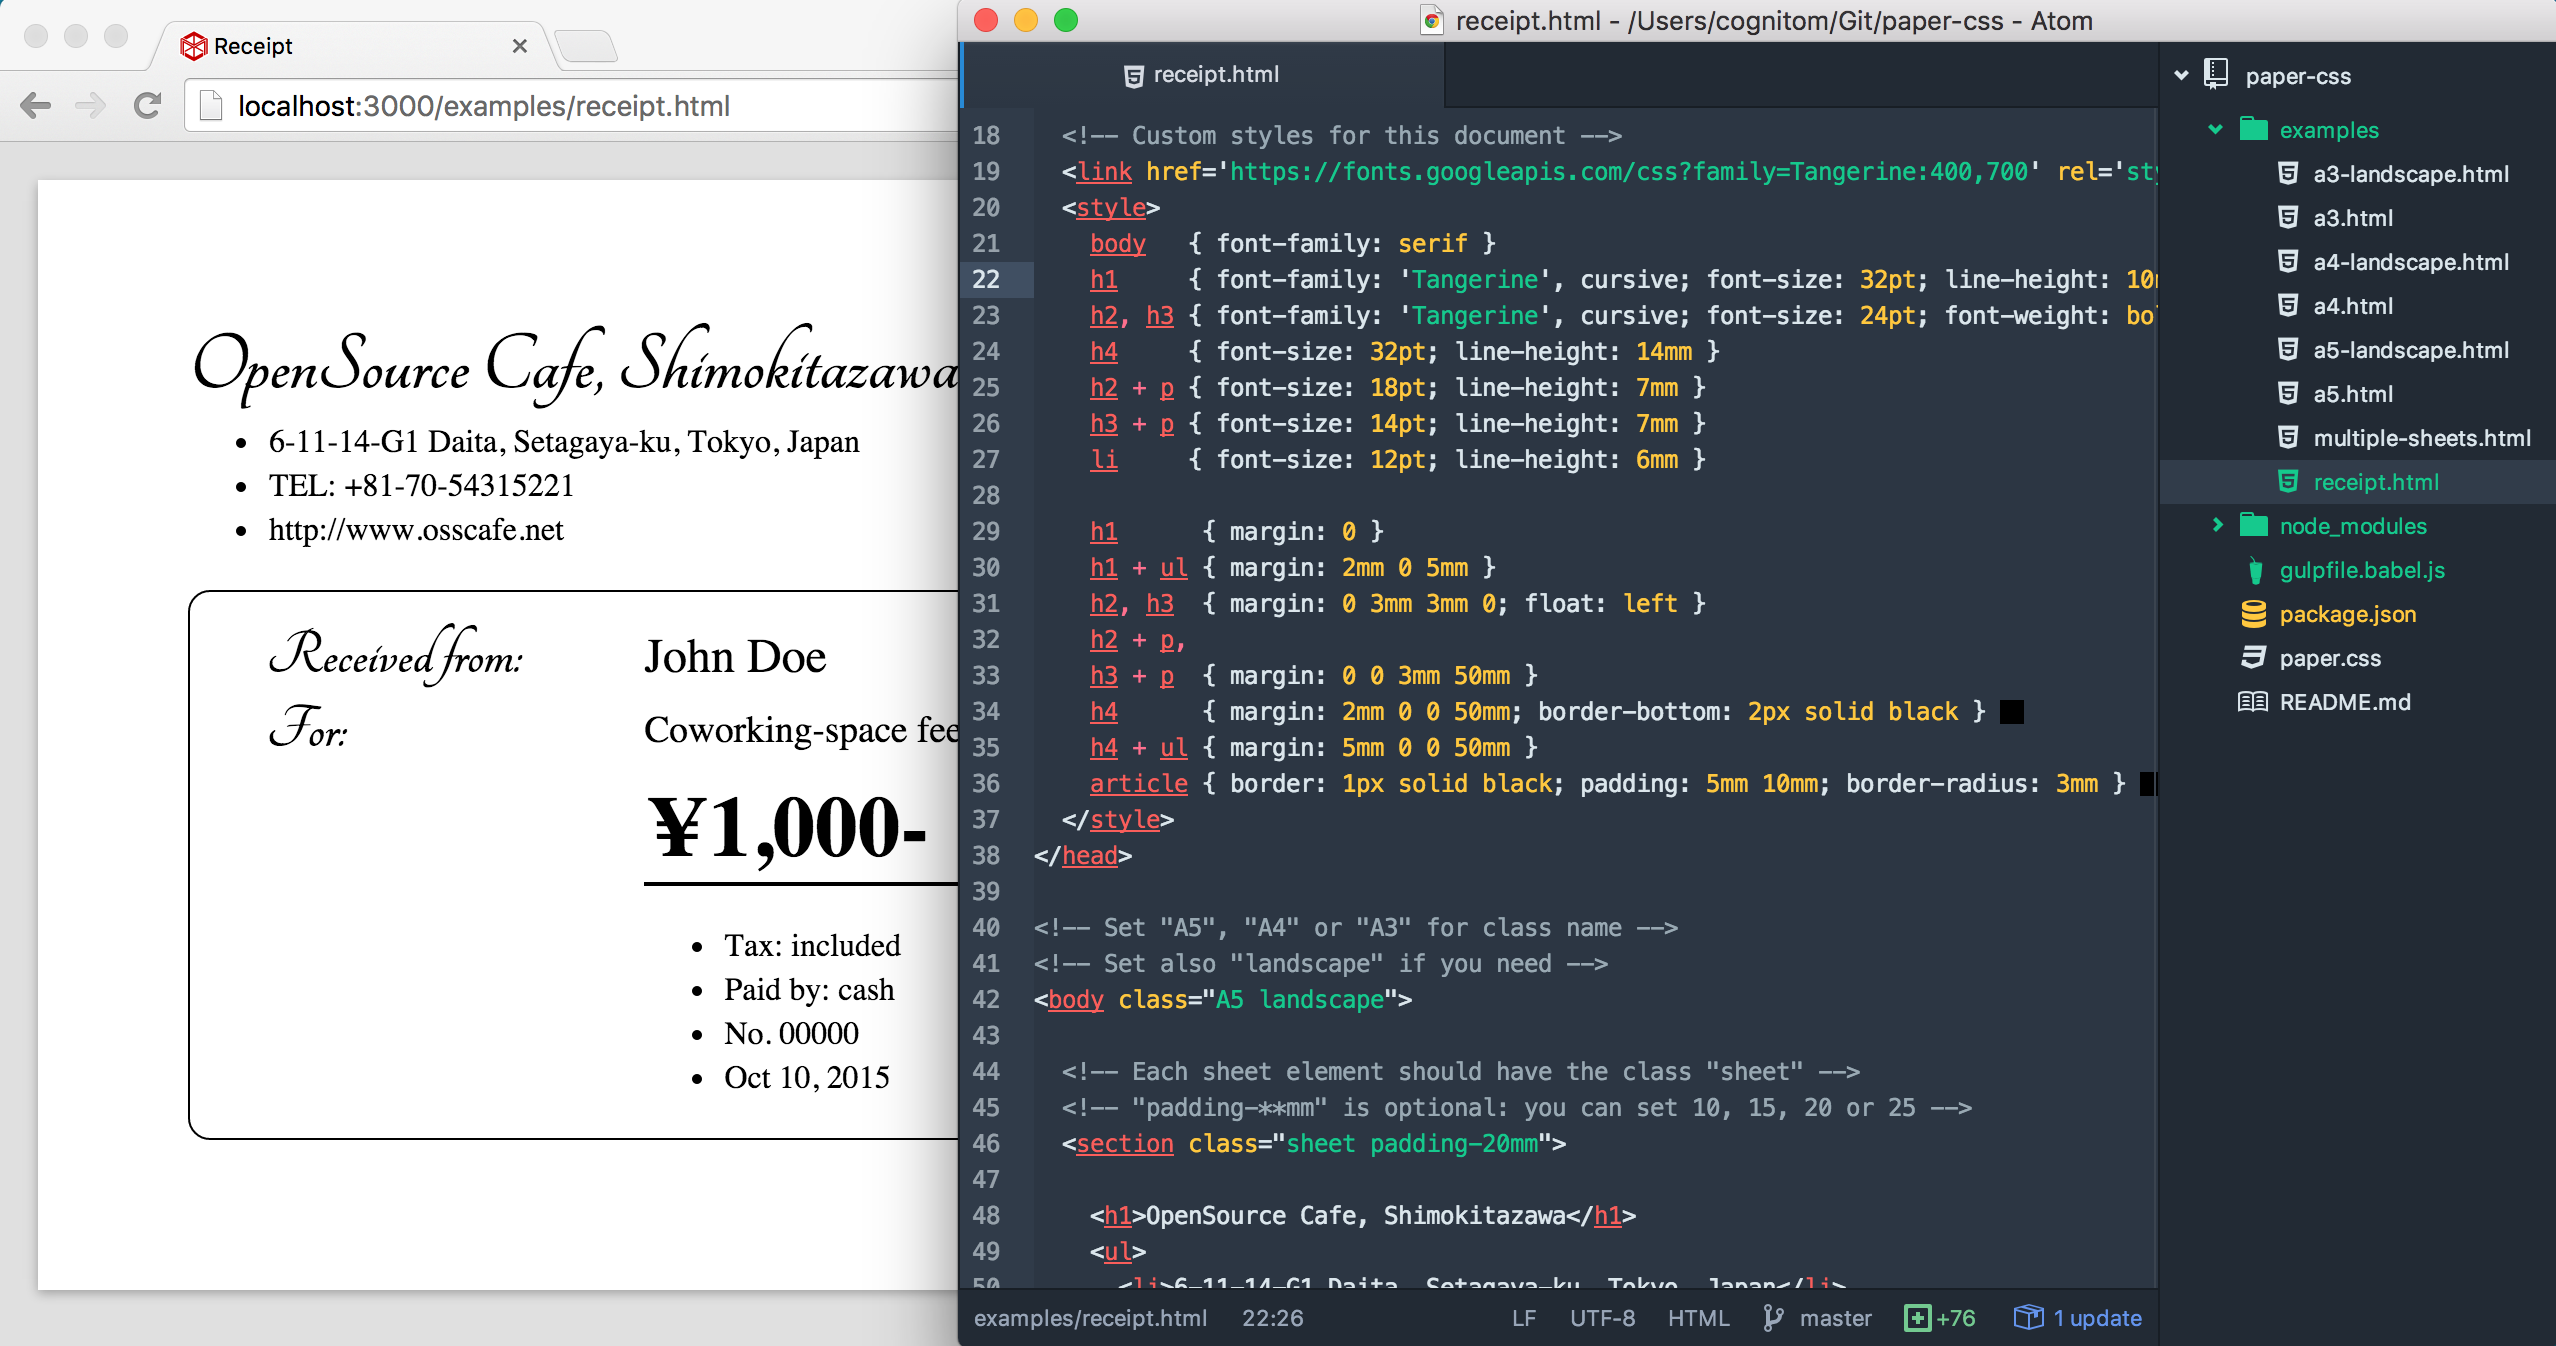 Receipt
localhost:3000/examples/receipt.html
OpenSource Cafe, Shimokitazawa
• 6-11-14-G1 Daita, Setagaya-ku, Tokyo, Japan
• TEL: +81-70-54315221
• http://www.osscafe.net
Received from: John Doe
For: Coworking-space fee
¥1,000-
• Tax: included
• Paid by: cash
• No. 00000
• Oct 10, 2015
receipt.html - /Users/cognitom/Git/paper-css - Atom
receipt.html
18 <!-- Custom styles for this document -->
19 <link href='https://fonts.googleapis.com/css?family=Tangerine:400,700' rel='sty
20 <style>
21 body { font-family: serif }
22 h1 { font-family: 'Tangerine', cursive; font-size: 32pt; line-height: 10
23 h2, h3 { font-family: 'Tangerine', cursive; font-size: 24pt; font-weight: bo
24 h4 { font-size: 32pt; line-height: 14mm }
25 h2 + p { font-size: 18pt; line-height: 7mm }
26 h3 + p { font-size: 14pt; line-height: 7mm }
27 li { font-size: 12pt; line-height: 6mm }
28
29 h1 { margin: 0 }
30 h1 + ul { margin: 2mm 0 5mm }
31 h2, h3 { margin: 0 3mm 3mm 0; float: left }
32 h2 + p,
33 h3 + p { margin: 0 0 3mm 50mm }
34 h4 { margin: 2mm 0 0 50mm; border-bottom: 2px solid black }
35 h4 + ul { margin: 5mm 0 0 50mm }
36 article { border: 1px solid black; padding: 5mm 10mm; border-radius: 3mm }
37 </style>
38 </head>
39
40 <!-- Set "A5", "A4" or "A3" for class name -->
41 <!-- Set also "landscape" if you need -->
42 <body class="A5 landscape">
43
44 <!-- Each sheet element should have the class "sheet" -->
45 <!-- "padding-**mm" is optional: you can set 10, 15, 20 or 25 -->
46 <section class="sheet padding-20mm">
47
48 <h1>OpenSource Cafe, Shimokitazawa</h1>
49 <ul>
50 <li>6-11-14-G1 Daita, Setagaya-ku, Tokyo, Japan</li>
examples/receipt.html 22:26 LF UTF-8 HTML master +76 1 update
paper-css
examples
a3-landscape.html
a3.html
a4-landscape.html
a4.html
a5-landscape.html
a5.html
multiple-sheets.html
receipt.html
node_modules
gulpfile.babel.js
package.json
paper.css
README.md